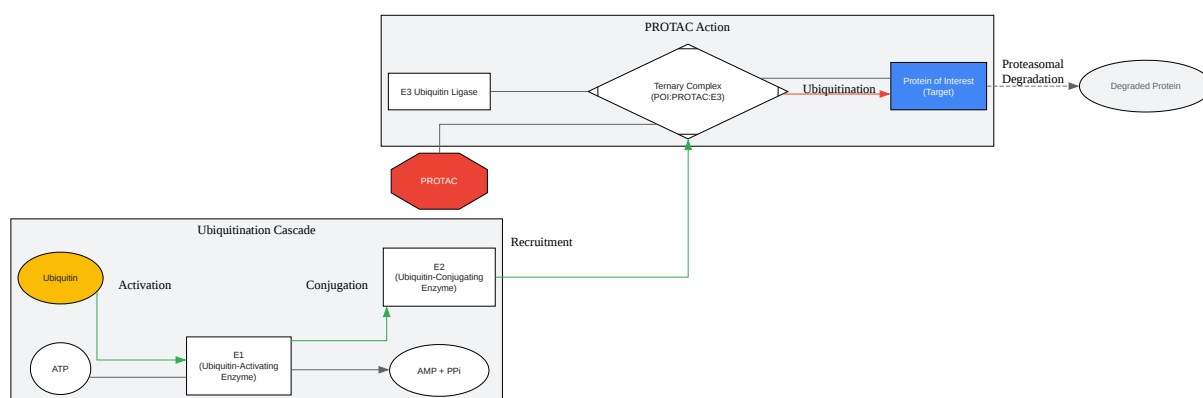 PROTAC Action
E3 Ubiquitin Ligase
Ternary Complex
(POI:PROTAC:E3)
Ubiquitination
Protein of Interest
(Target)
Proteasomal
Degradation
Degraded Protein
PROTAC
Ubiquitination Cascade
Recruitment
Ubiquitin
Activation
Conjugation
E2
(Ubiquitin-Conjugating
Enzyme)
ATP
E1
(Ubiquitin-Activating
Enzyme)
AMP + PPi